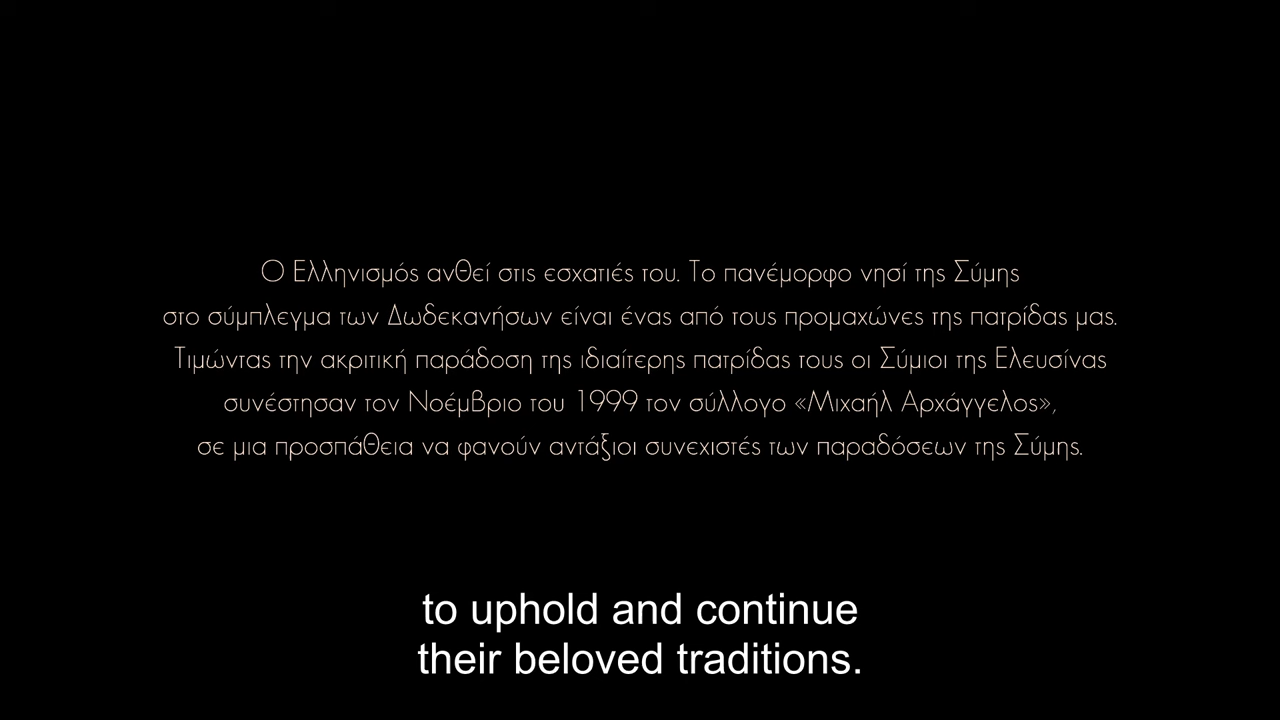 Ο Ελληνισμός ανθεί στις εσχατιές του. Το πανέμορφο νησί της Σύμης
στο σύμπλεγμα των Δωδεκανήσων είναι ένας από τους προμαχώνες της πατρίδας μας.
Τιμώντας την ακριτική παράδοση της ιδιαίτερης πατρίδας τους οι Σύμιοι της Ελευσίνας
συνέστησαν τον Νοέμβριο του 1999 τον σύλλογο «Μιχαήλ Αρχάγγελος»,
σε μια προσπάθεια να φανούν αντάξιοι συνεχιστές των παραδόσεων της Σύμης.
to uphold and continue
their beloved traditions.